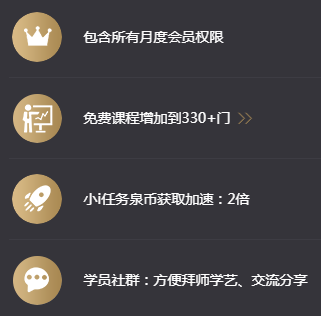 包含所有月度会员权限
免费课程增加到330+门 >>
小i任务泉币获取加速：2倍
学员社群：方便拜师学艺、交流分享